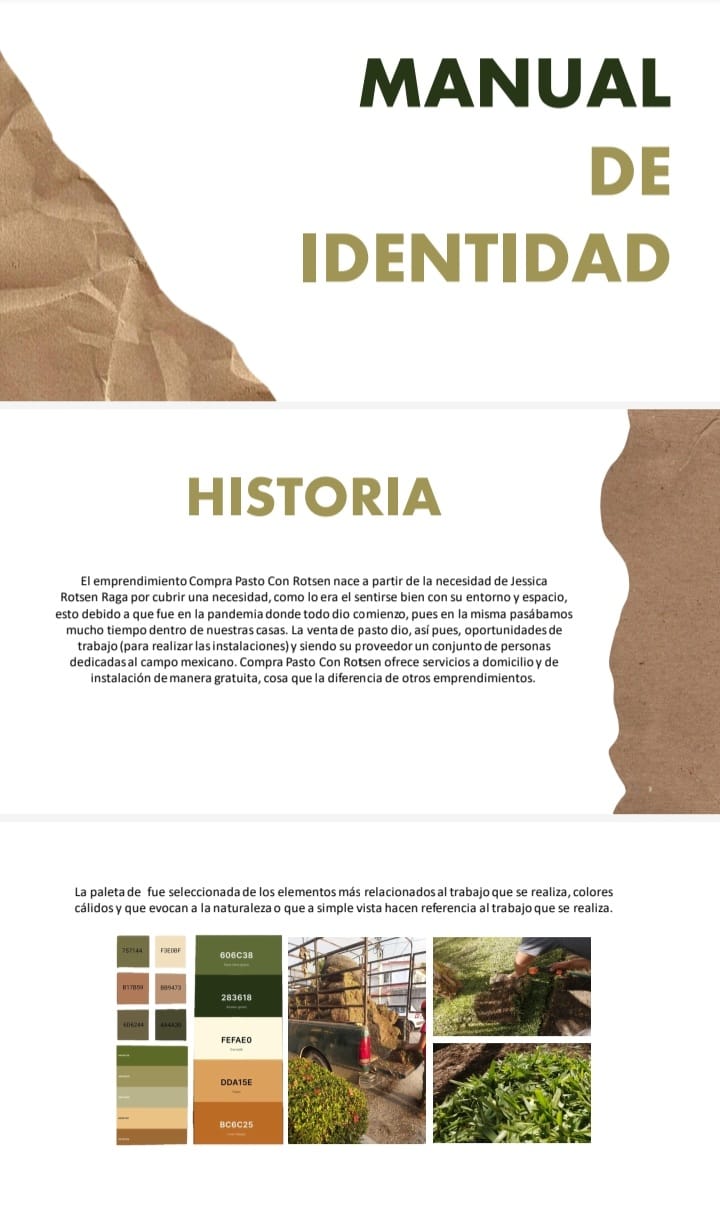 MANUAL
DE
IDENTIDAD
HISTORIA
El emprendimiento Compra Pasto Con Rotsen nace a partir de la necesidad de Jessica
Rotsen Raga por cubrir una necesidad, como lo era el sentirse bien con su entorno y espacio,
esto debido a que fue en la pandemia donde todo dio comienzo, pues en la misma pasábamos
mucho tiempo dentro de nuestras casas. La venta de pasto dio, así pues, oportunidades de
trabajo (para realizar las instalaciones) y siendo su proveedor un conjunto de personas
dedicadas al campo mexicano. Compra Pasto Con Rotsen ofrece servicios a domicilio y de
instalación de manera gratuita, cosa que la diferencia de otros emprendimientos.
La paleta de  fue seleccionada de los elementos más relacionados al trabajo que se realiza, colores
cálidos y que evocan a la naturaleza o que a simple vista hacen referencia al trabajo que se realiza.
F3E0BF
B17B59
BB9473
606C38
283618
FEFAE0
DDA15E
BC6C25